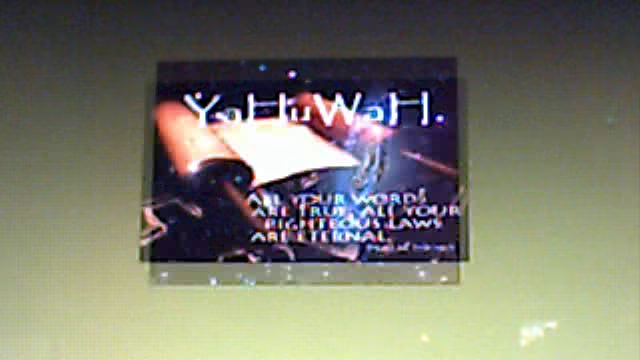 YaHuWaH.
ALL YOUR WORDS
ARE TRUE, ALL YOUR
RIGHTEOUS LAWS
ARE ETERNAL.